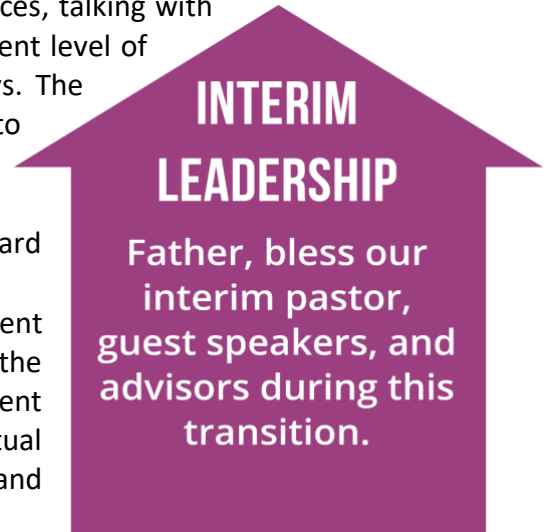 ces, talking with
ent level of
s. The
to
ard
ent
the
ent
tual
and
INTERIM
LEADERSHIP
Father, bless our
interim pastor,
guest speakers, and
advisors during this
transition.